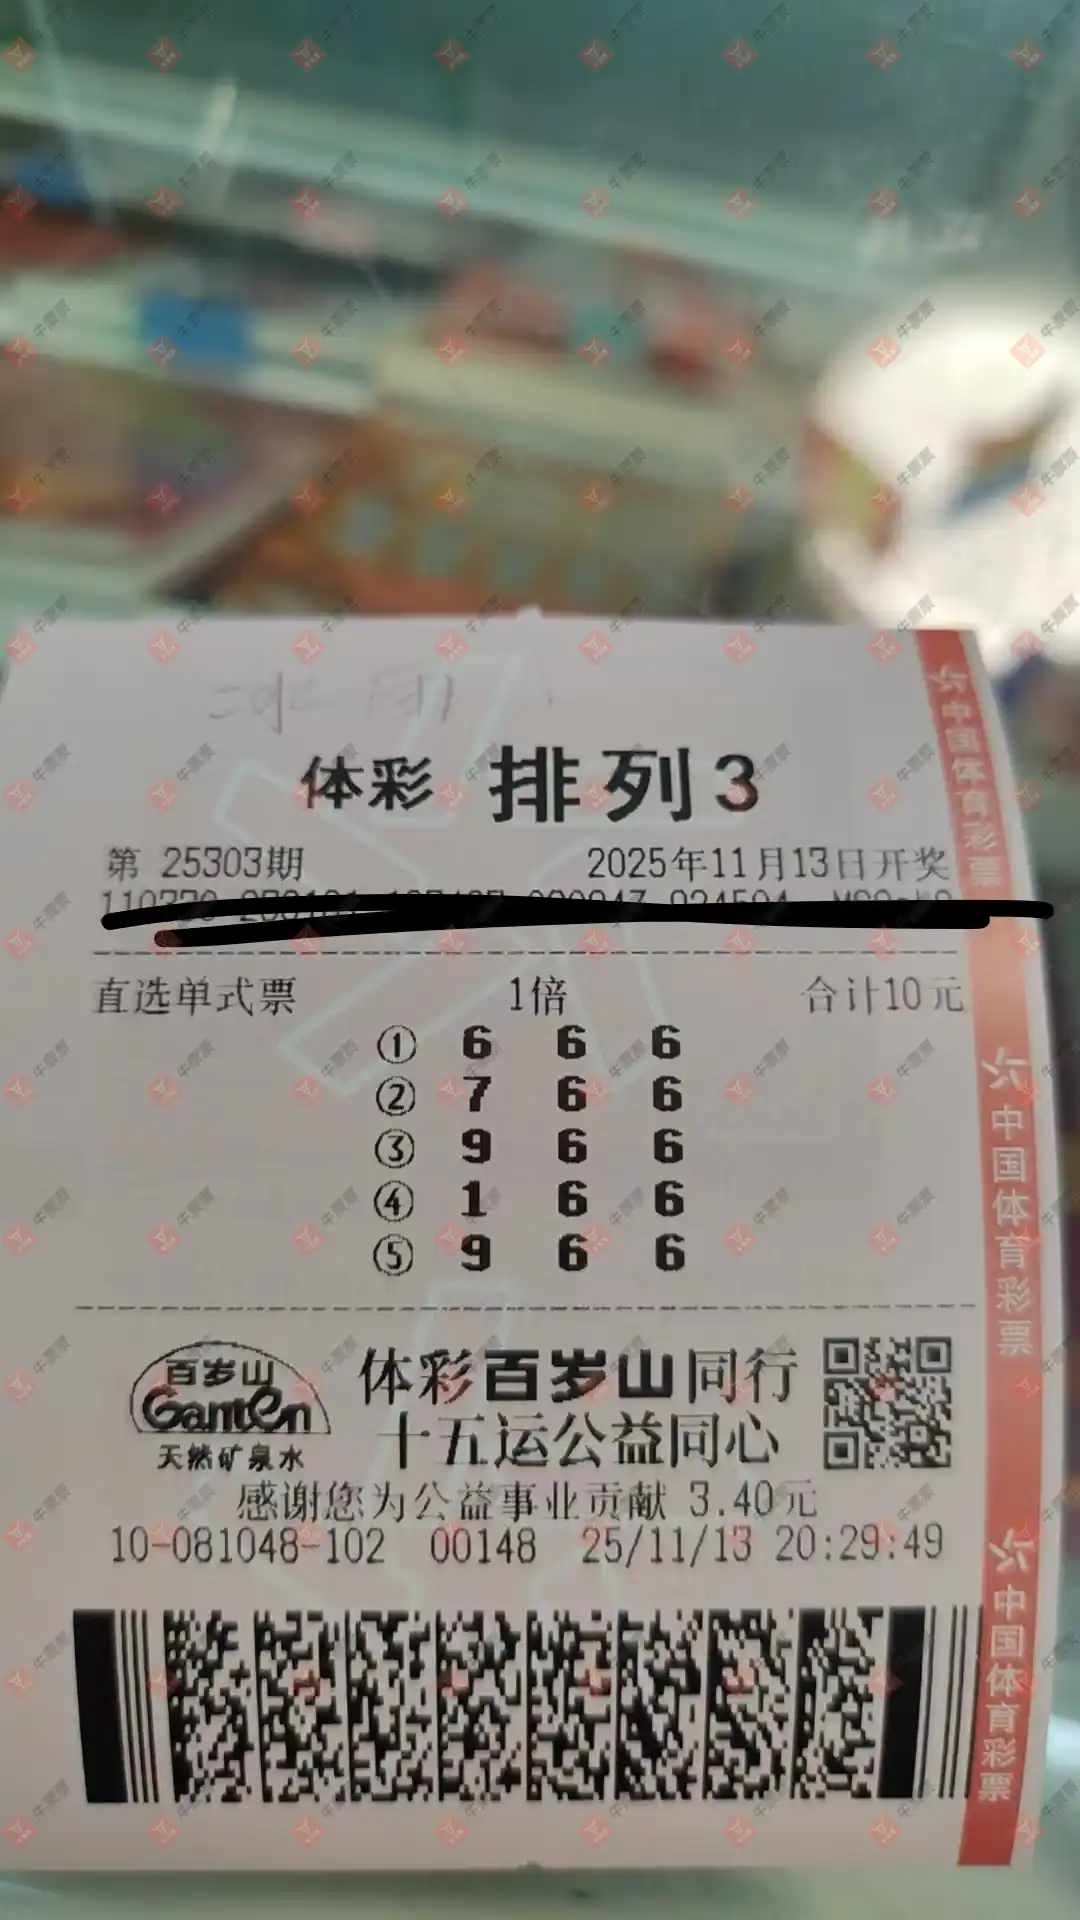 体彩 排列3
第 25303期 2025年11月13日开奖
直选单式票 1倍 合计10元
① 6 6 6
② 7 6 6
③ 9 6 6
④ 1 6 6
⑤ 9 6 6
百岁山
Ganten
天然矿泉水
体彩百岁山同行
十五运公益同心
感谢您为公益事业贡献 3.40元
10-081048-102 00148 25/11/13 20:29:49
中国体育彩票
中国体育彩票
中国体育彩票
牛票票